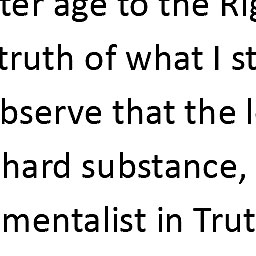 ter age to the Rig
truth of what I st
bserve that the l
hard substance,
mentalist in Trut